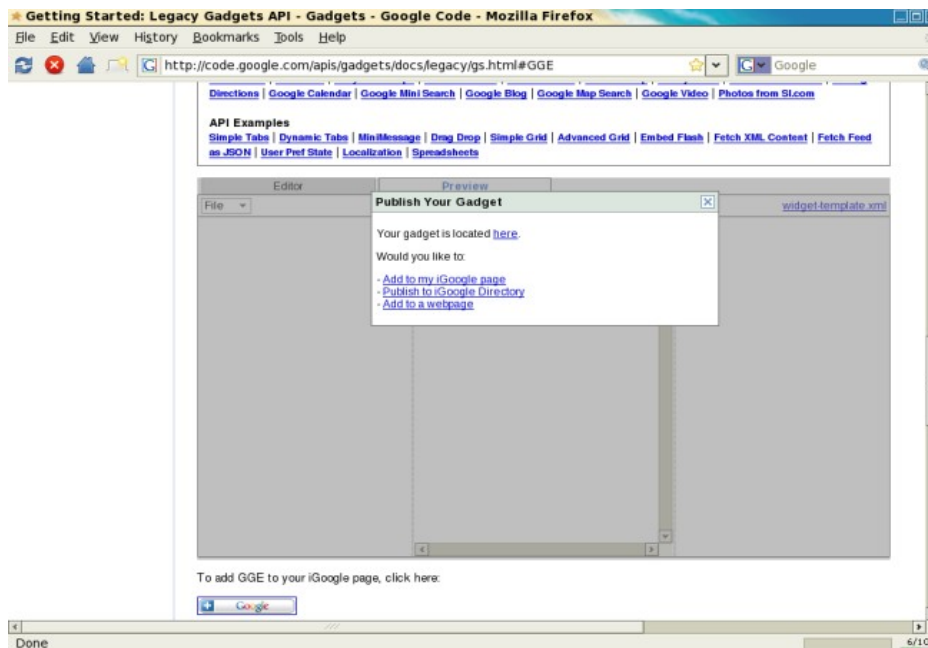 Getting Started: Legacy Gadgets API - Gadgets - Google Code - Mozilla Firefox
File Edit View History Bookmarks Tools Help
http://code.google.com/apis/gadgets/docs/legacy/gs.html#GGE
Google
Directions | Google Calendar | Google Mini Search | Google Blog | Google Map Search | Google Video | Photos from SI.com
API Examples
Simple Tabs | Dynamic Tabs | MiniMessage | Drag Drop | Simple Grid | Advanced Grid | Embed Flash | Fetch XML Content | Fetch Feed
as JSON | User Pref State | Localization | Spreadsheets
Editor Preview
File
widget-template.xml
Publish Your Gadget
Your gadget is located here.
Would you like to:
- Add to my iGoogle page
- Publish to iGoogle Directory
- Add to a webpage
To add GGE to your iGoogle page, click here:
Google
Done